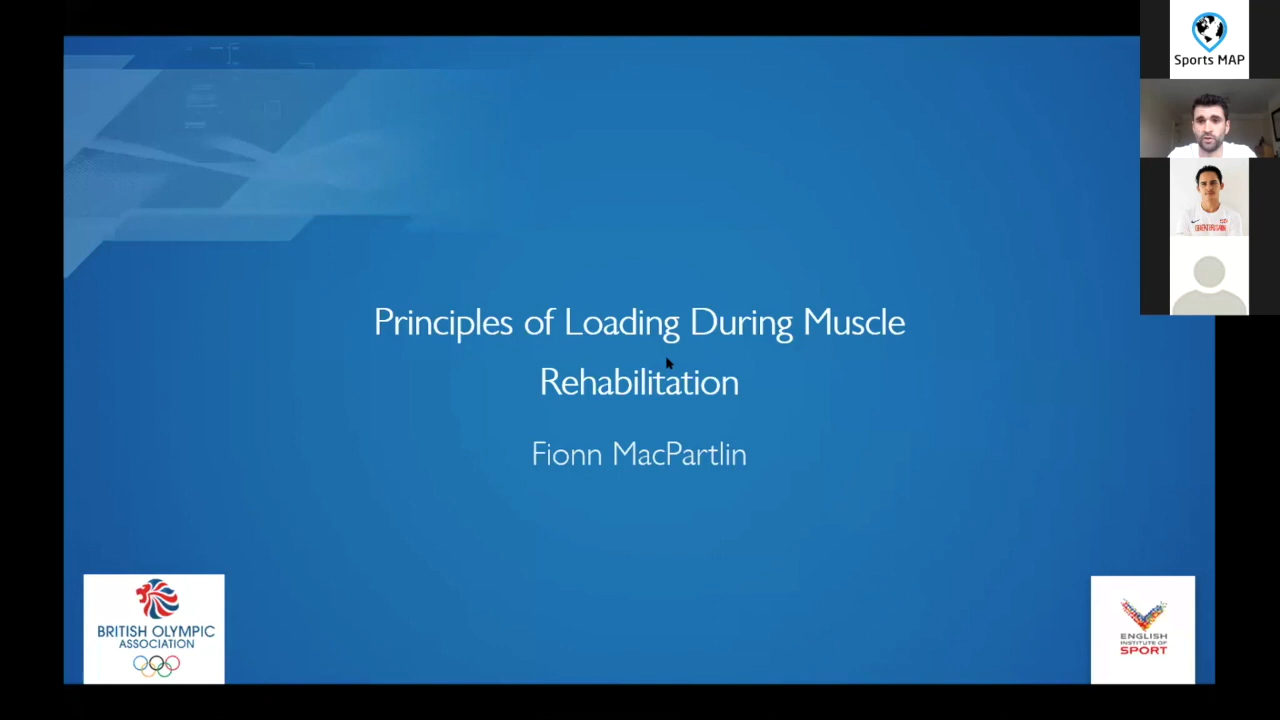 Sports MAP
Principles of Loading During Muscle
Rehabilitation
Fionn MacPartlin
BRITISH OLYMPIC
ASSOCIATION
ENGLISH
INSTITUTE OF
SPORT